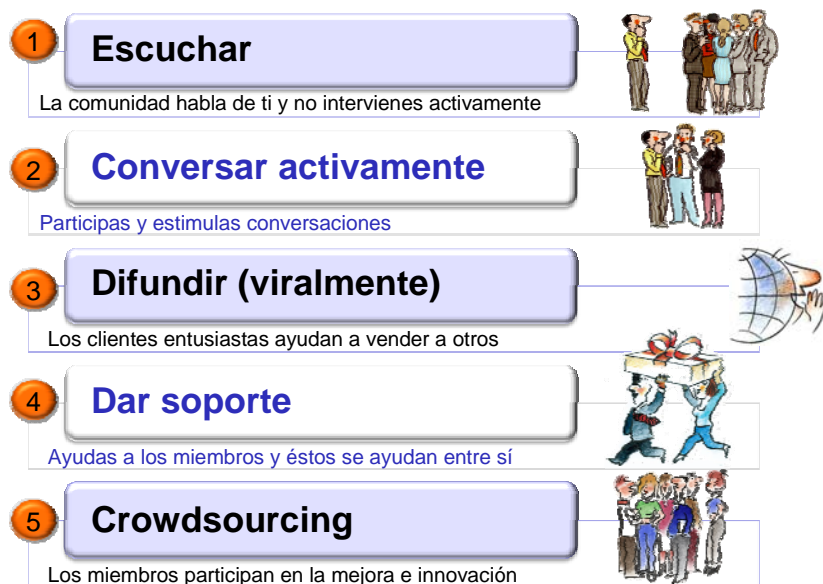 1
Escuchar
La comunidad habla de ti y no intervienes activamente
2
Conversar activamente
Participas y estimulas conversaciones
3
Difundir (viralmente)
Los clientes entusiastas ayudan a vender a otros
4
Dar soporte
Ayudas a los miembros y éstos se ayudan entre sí
5
Crowdsourcing
Los miembros participan en la mejora e innovación